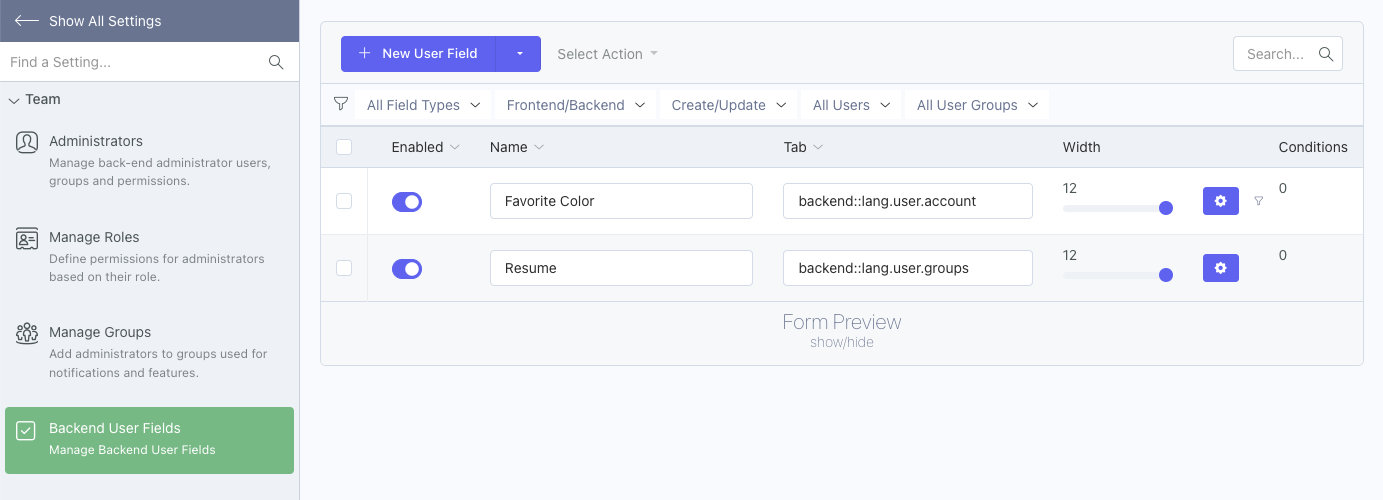 Show All Settings
Find a Setting...
Team
Administrators
Manage back-end administrator users,
groups and permissions.
Manage Roles
Define permissions for administrators
based on their role.
Manage Groups
Add administrators to groups used for
notifications and features.
Backend User Fields
Manage Backend User Fields
New User Field Select Action Search...
All Field Types Frontend/Backend Create/Update All Users All User Groups
Enabled Name Tab Width Conditions
Favorite Color backend::lang.user.account 12 0
Resume backend::lang.user.groups 12 0
Form Preview
show/hide